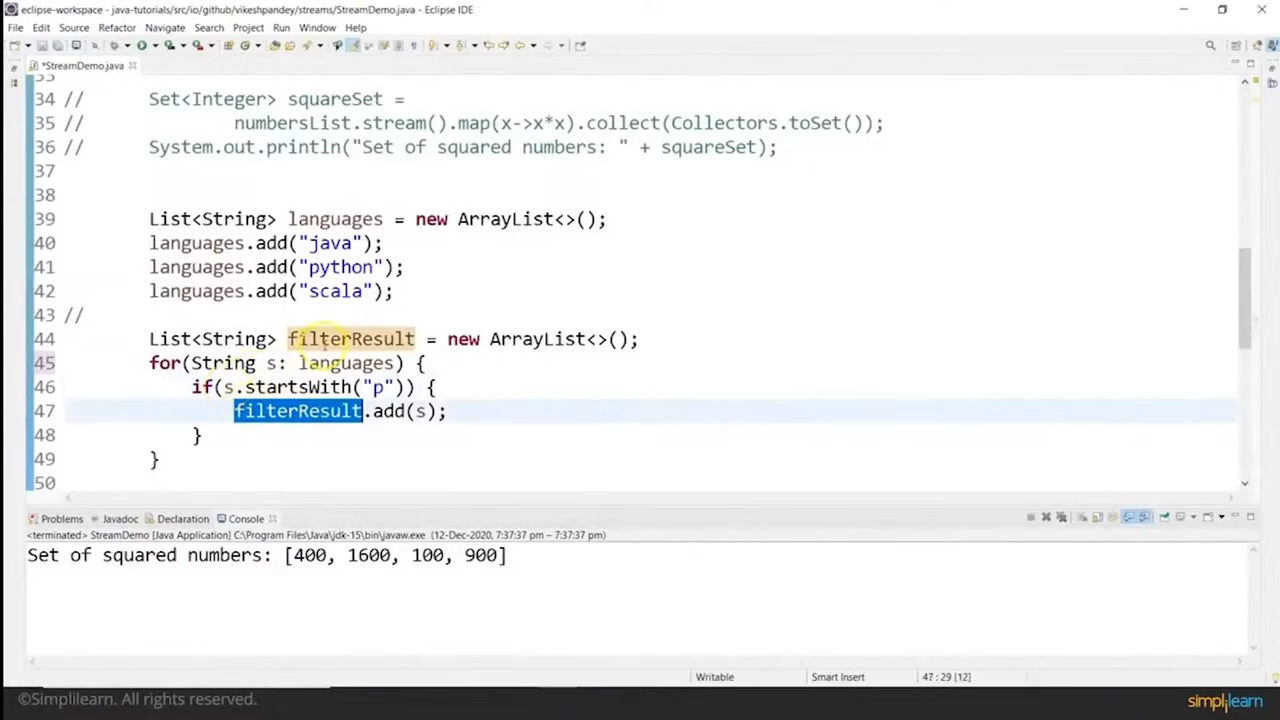 eclipse-workspace - java-tutorials/src/io/github/vikeshpandey/streams/StreamDemo.java - Eclipse IDE
File Edit Source Refactor Navigate Search Project Run Window Help
*StreamDemo.java
33
34 // Set<Integer> squareSet =
35 // numbersList.stream().map(x->x*x).collect(Collectors.toSet());
36 // System.out.println("Set of squared numbers: " + squareSet);
37
38
39 List<String> languages = new ArrayList<>();
40 languages.add("java");
41 languages.add("python");
42 languages.add("scala");
43 //
44 List<String> filterResult = new ArrayList<>();
45 for(String s: languages) {
46 if(s.startsWith("p")) {
47 filterResult.add(s);
48 }
49 }
50
Problems Javadoc Declaration Console
<terminated> StreamDemo [Java Application] C:\Program Files\Java\jdk-15\bin\javaw.exe (12-Dec-2020, 7:37:37 pm – 7:37:37 pm)
Set of squared numbers: [400, 1600, 100, 900]
Writable Smart Insert 47 : 29 [12]
©Simplilearn. All rights reserved. simplilearn